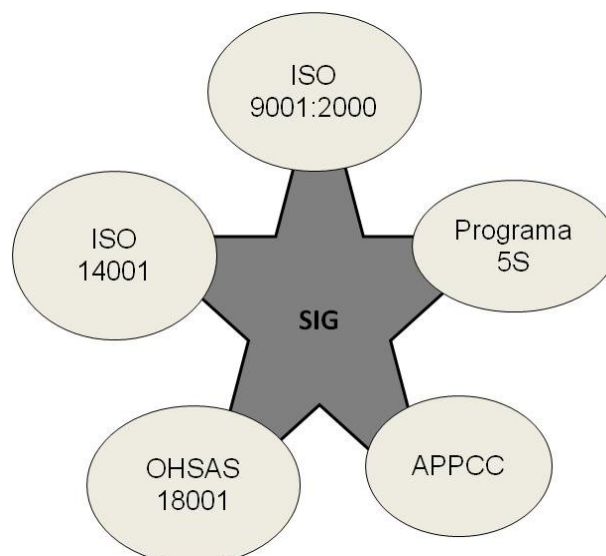 ISO
9001:2000
ISO
14001
Programa
5S
SIG
OHSAS
18001
APPCC